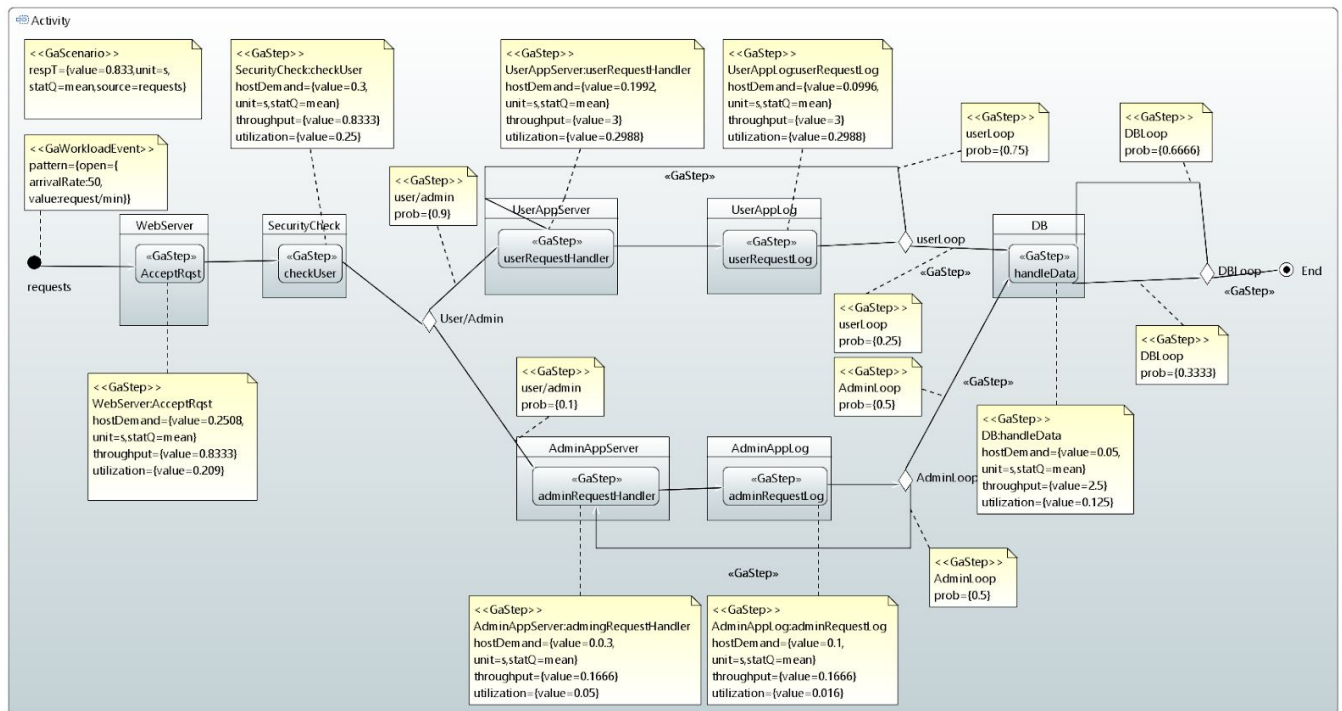 Activity
<<GaScenario>>
respT={value=0.833,unit=s,
statQ=mean,source=requests}
<<GaStep>>
SecurityCheck:checkUser
hostDemand={value=0.3,
unit=s,statQ=mean}
throughput={value=0.8333}
utilization={value=0.25}
<<GaStep>>
UserAppServer:userRequestHandler
hostDemand={value=0.1992,
unit=s,statQ=mean}
throughput={value=3}
utilization={value=0.2988}
<<GaStep>>
UserAppLog:userRequestLog
hostDemand={value=0.0996,
unit=s,statQ=mean}
throughput={value=3}
utilization={value=0.2988}
<<GaStep>>
userLoop
prob={0.75}
<<GaStep>>
DBLoop
prob={0.6666}
<<GaWorkloadEvent>>
pattern={open={
arrivalRate:50,
value:request/min}}
<<GaStep>>
user/admin
prob={0.9}
«GaStep»
WebServer
«GaStep»
AcceptRqst
SecurityCheck
«GaStep»
checkUser
UserAppServer
«GaStep»
userRequestHandler
UserAppLog
«GaStep»
userRequestLog
userLoop
«GaStep»
DB
«GaStep»
handleData
DBLoop
«GaStep»
End
requests
User/Admin
<<GaStep>>
userLoop
prob={0.25}
<<GaStep>>
DBLoop
prob={0.3333}
<<GaStep>>
user/admin
prob={0.1}
<<GaStep>>
AdminLoop
prob={0.5}
«GaStep»
<<GaStep>>
WebServer:AcceptRqst
hostDemand={value=0.2508,
unit=s,statQ=mean}
throughput={value=0.8333}
utilization={value=0.209}
<<GaStep>>
DB:handleData
hostDemand={value=0.05,
unit=s,statQ=mean}
throughput={value=2.5}
utilization={value=0.125}
AdminAppServer
«GaStep»
adminRequestHandler
AdminAppLog
«GaStep»
adminRequestLog
AdminLoop
«GaStep»
<<GaStep>>
AdminLoop
prob={0.5}
<<GaStep>>
AdminAppServer:admingRequestHandler
hostDemand={value=0.0.3,
unit=s,statQ=mean}
throughput={value=0.1666}
utilization={value=0.05}
<<GaStep>>
AdminAppLog:adminRequestLog
hostDemand={value=0.1,
unit=s,statQ=mean}
throughput={value=0.1666}
utilization={value=0.016}